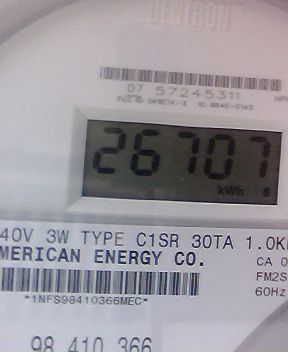 CENTRON®
07 57245311
26707
kWh
40V 3W TYPE C1SR 30TA 1.0K
MERICAN ENERGY CO.
CA 0
FM2S
60Hz
*1NFS98410366MEC*
98 410 366